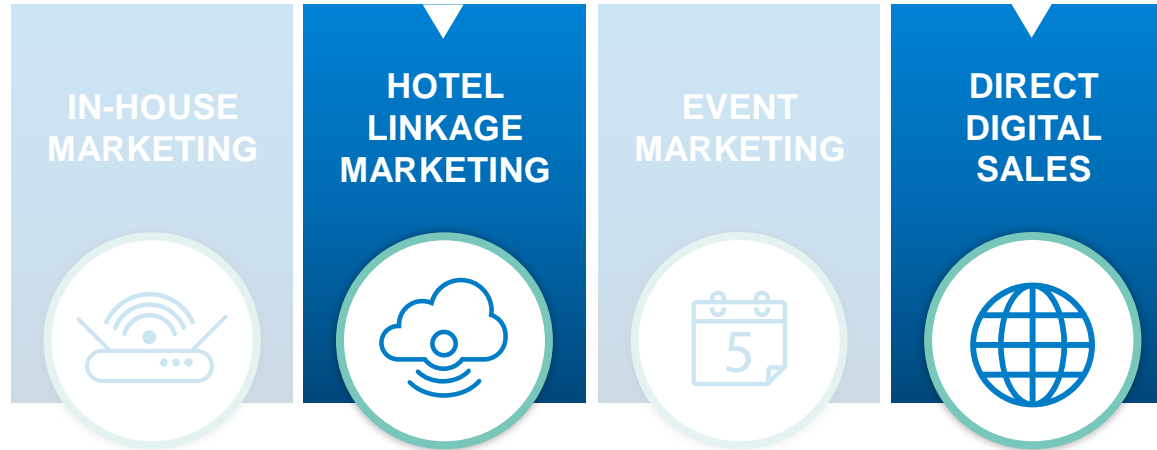 IN-HOUSE
MARKETING
HOTEL
LINKAGE
MARKETING
EVENT
MARKETING
5
DIRECT
DIGITAL
SALES